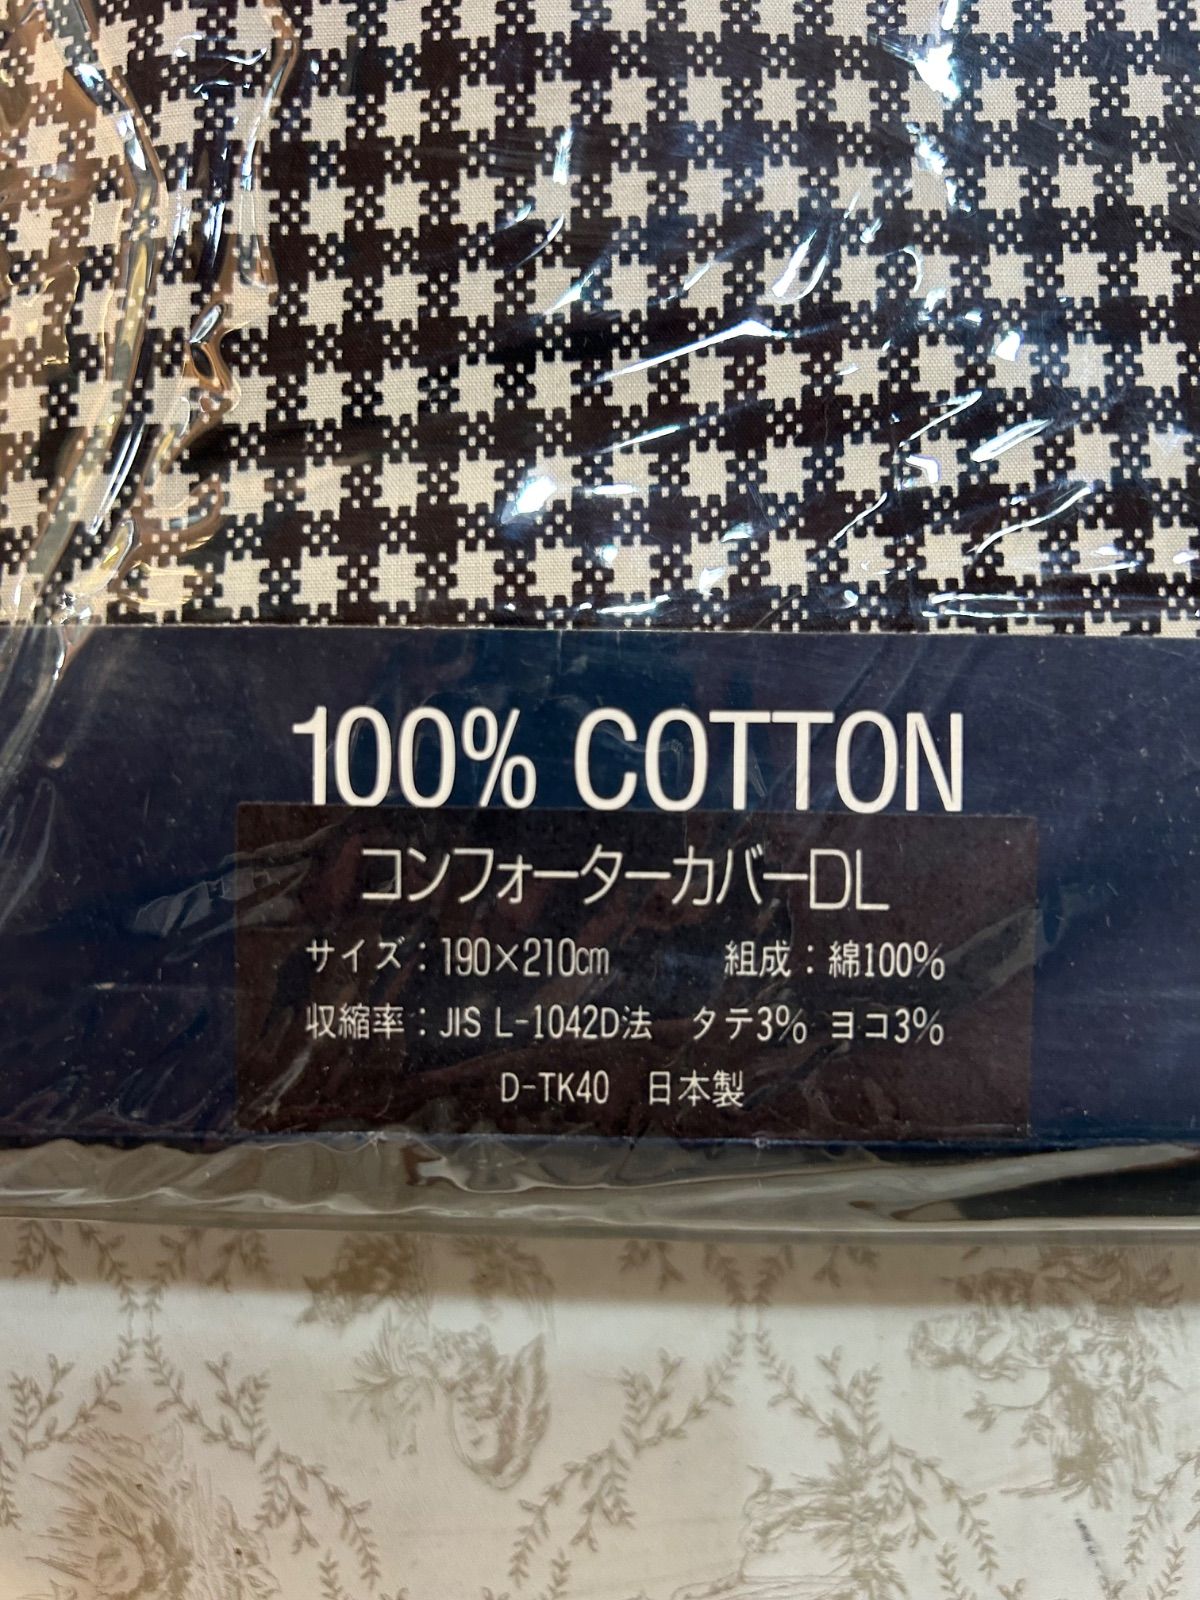 100% COTTON
コンフォーターカバーDL
サイズ：190×210cm　組成：綿100%
収縮率：JIS L-1042D法　タテ3%　ヨコ3%
D-TK40　日本製